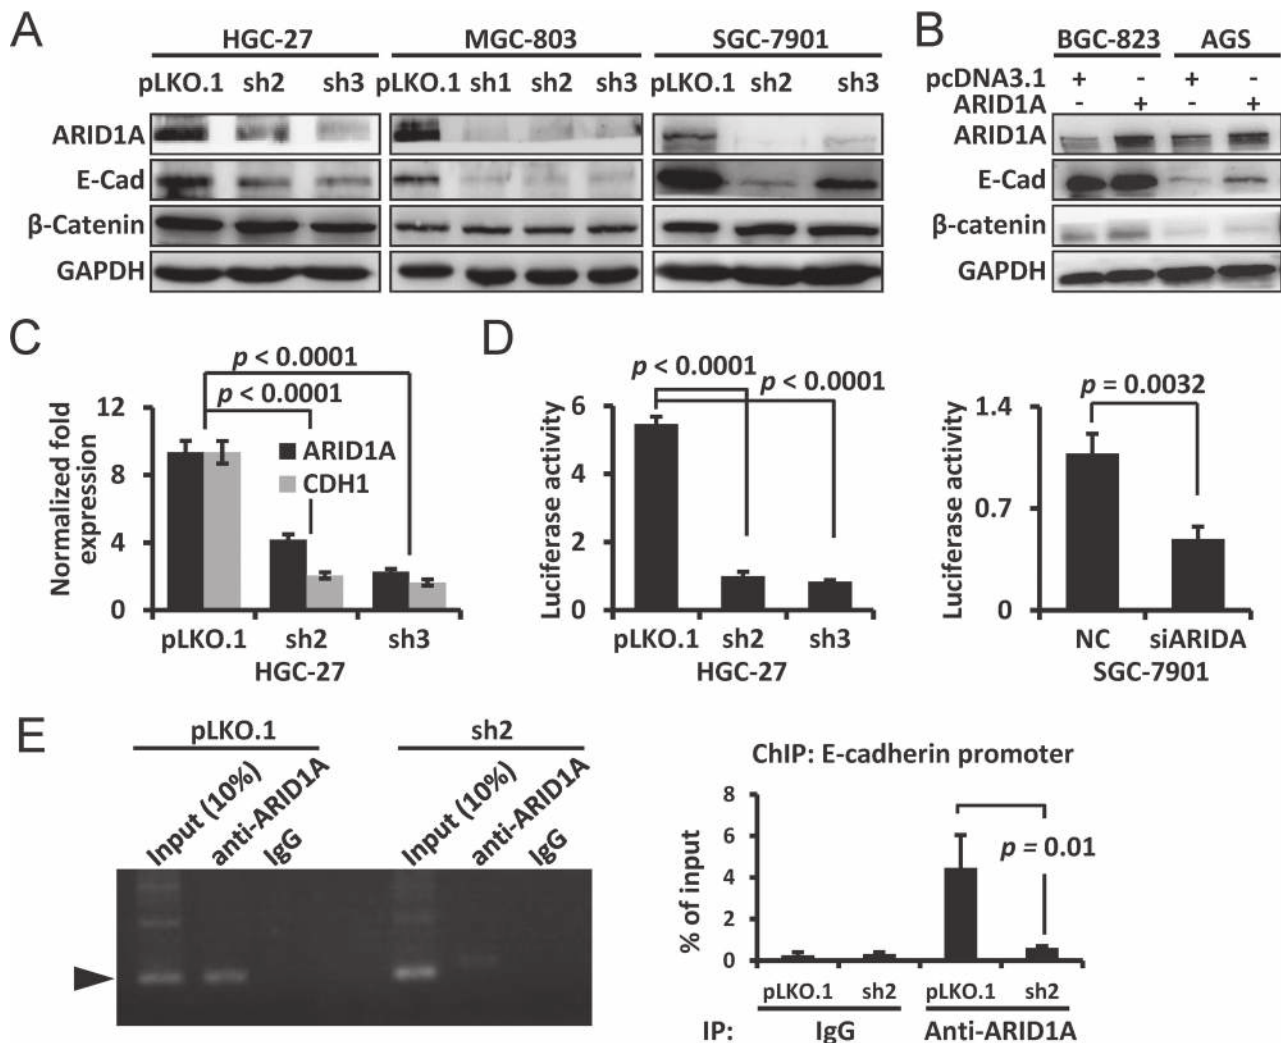 A
HGC-27 MGC-803 SGC-7901
pLKO.1 sh2 sh3 pLKO.1 sh1 sh2 sh3 pLKO.1 sh2 sh3
ARID1A
E-Cad
β-Catenin
GAPDH
B
BGC-823 AGS
pcDNA3.1 + - + -
ARID1A - + - +
ARID1A
E-Cad
β-catenin
GAPDH
C
p < 0.0001
p < 0.0001
Normalized fold
expression
12
8
4
0
ARID1A
CDH1
pLKO.1 sh2 sh3
HGC-27
D
p < 0.0001
p < 0.0001
Luciferase activity
6
4
2
0
pLKO.1 sh2 sh3
HGC-27
p = 0.0032
Luciferase activity
1.4
0.7
0
NC siARIDA
SGC-7901
E
pLKO.1 sh2
Input (10%) anti-ARID1A IgG Input (10%) anti-ARID1A IgG
ChIP: E-cadherin promoter
p = 0.01
% of input
8
6
4
2
0
pLKO.1 sh2 pLKO.1 sh2
IP: IgG Anti-ARID1A